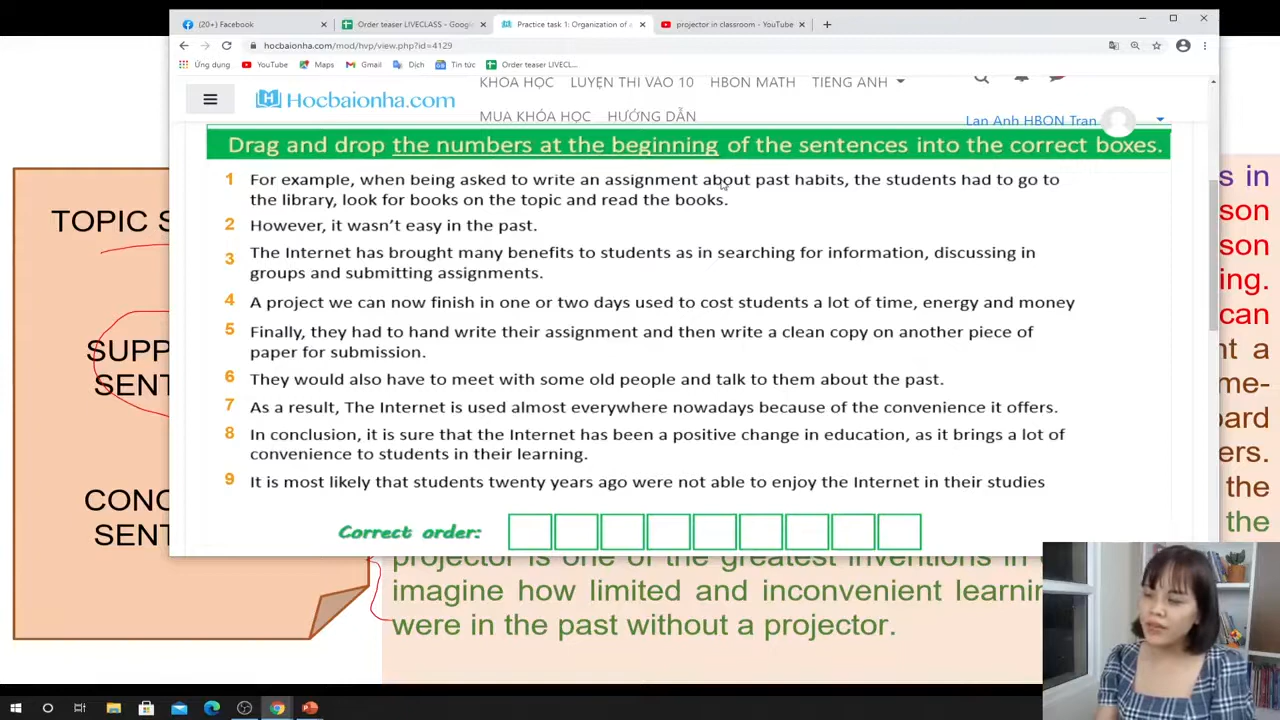 (20+) Facebook
Order teaser LIVECLASS - Google
Practice task 1: Organization of a
projector in classroom - YouTube
hocbaionha.com/mod/hvp/view.php?id=4129
Ứng dụng
YouTube
Maps
Gmail
Dịch
Tin tức
Order teaser LIVECL...
KHÓA HỌC
LUYỆN THI VÀO 10
HBON MATH
TIẾNG ANH
Hocbaionha.com
MUA KHÓA HỌC
HƯỚNG DẪN
Lan Anh HBON Tran
Drag and drop the numbers at the beginning of the sentences into the correct boxes.
1 For example, when being asked to write an assignment about past habits, the students had to go to
the library, look for books on the topic and read the books.
2 However, it wasn't easy in the past.
3 The Internet has brought many benefits to students as in searching for information, discussing in
groups and submitting assignments.
4 A project we can now finish in one or two days used to cost students a lot of time, energy and money
5 Finally, they had to hand write their assignment and then write a clean copy on another piece of
paper for submission.
6 They would also have to meet with some old people and talk to them about the past.
7 As a result, The Internet is used almost everywhere nowadays because of the convenience it offers.
8 In conclusion, it is sure that the Internet has been a positive change in education, as it brings a lot of
convenience to students in their learning.
9 It is most likely that students twenty years ago were not able to enjoy the Internet in their studies
Correct order:
TOPIC S
SUPP
SENT
CONC
SENT
s in
son
son
ing.
can
nt a
me-
ard
ers.
the
the
projector is one of the greatest inventions in
imagine how limited and inconvenient learni
were in the past without a projector.